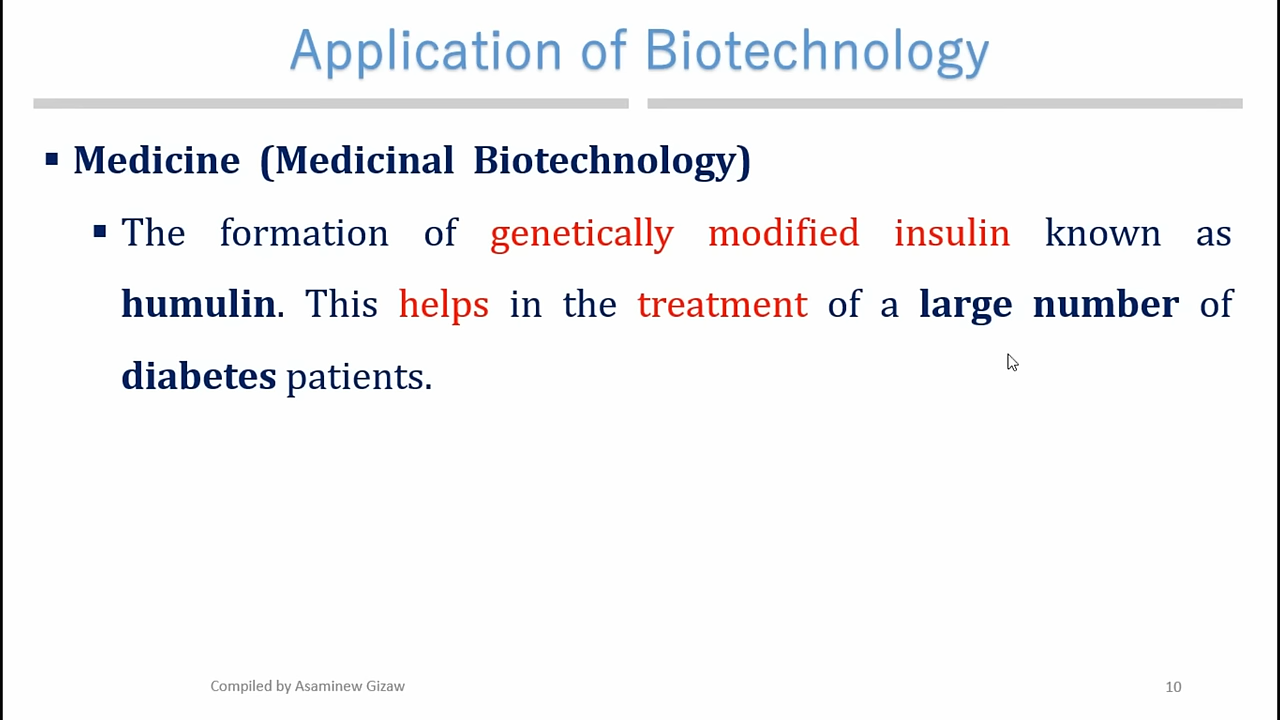 Application of Biotechnology
▪ Medicine (Medicinal Biotechnology)
▪ The formation of genetically modified insulin known as
humulin. This helps in the treatment of a large number of
diabetes patients.
Compiled by Asaminew Gizaw
10